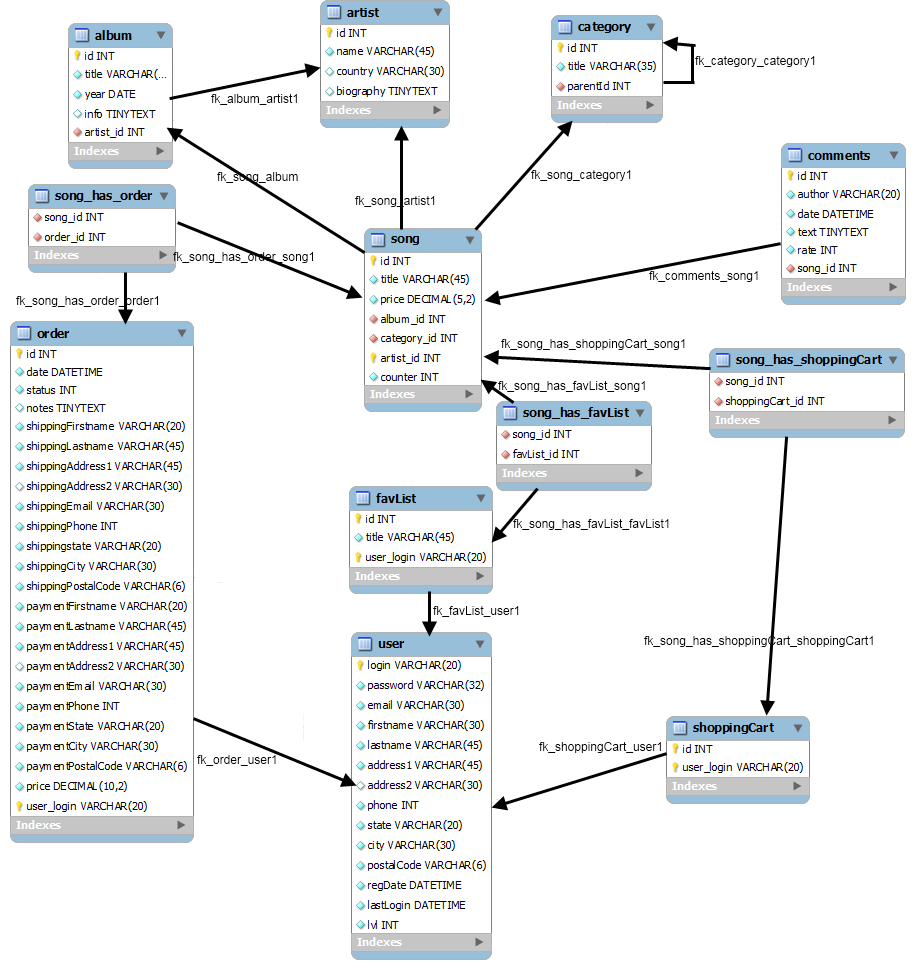 album
id INT
title VARCHAR(...
year DATE
info TINYTEXT
artist_id INT
Indexes
fk_album_artist1
artist
id INT
name VARCHAR(45)
country VARCHAR(30)
biography TINYTEXT
Indexes
category
id INT
title VARCHAR(35)
parentId INT
Indexes
fk_category_category1
fk_song_album
fk_song_artist1
fk_song_category1
comments
id INT
author VARCHAR(20)
date DATETIME
text TINYTEXT
rate INT
song_id INT
Indexes
fk_comments_song1
song_has_order
song_id INT
order_id INT
Indexes
fk_song_has_order_song1
fk_song_has_order_order1
song
id INT
title VARCHAR(45)
price DECIMAL(5,2)
album_id INT
category_id INT
artist_id INT
counter INT
Indexes
fk_song_has_shoppingCart_song1
fk_song_has_favList_song1
song_has_shoppingCart
song_id INT
shoppingCart_id INT
Indexes
song_has_favList
song_id INT
favList_id INT
Indexes
fk_song_has_favList_favList1
order
id INT
date DATETIME
status INT
notes TINYTEXT
shippingFirstname VARCHAR(20)
shippingLastname VARCHAR(45)
shippingAddress1 VARCHAR(45)
shippingAddress2 VARCHAR(30)
shippingEmail VARCHAR(30)
shippingPhone INT
shippingstate VARCHAR(20)
shippingCity VARCHAR(30)
shippingPostalCode VARCHAR(6)
paymentFirstname VARCHAR(20)
paymentLastname VARCHAR(45)
paymentAddress1 VARCHAR(45)
paymentAddress2 VARCHAR(30)
paymentEmail VARCHAR(30)
paymentPhone INT
paymentState VARCHAR(20)
paymentCity VARCHAR(30)
paymentPostalCode VARCHAR(6)
price DECIMAL(10,2)
user_login VARCHAR(20)
Indexes
fk_order_user1
favList
id INT
title VARCHAR(45)
user_login VARCHAR(20)
Indexes
fk_favList_user1
user
login VARCHAR(20)
password VARCHAR(32)
email VARCHAR(30)
firstname VARCHAR(30)
lastname VARCHAR(45)
address1 VARCHAR(45)
address2 VARCHAR(30)
phone INT
state VARCHAR(20)
city VARCHAR(30)
postalCode VARCHAR(6)
regDate DATETIME
lastLogin DATETIME
lvl INT
Indexes
fk_song_has_shoppingCart_shoppingCart1
fk_shoppingCart_user1
shoppingCart
id INT
user_login VARCHAR(20)
Indexes